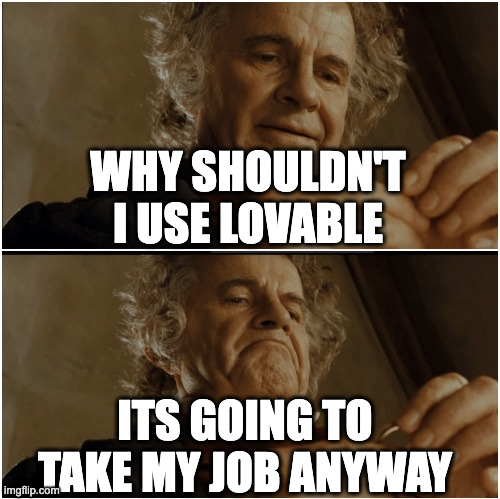 WHY SHOULDN'T
I USE LOVABLE
ITS GOING TO
TAKE MY JOB ANYWAY
imgflip.com